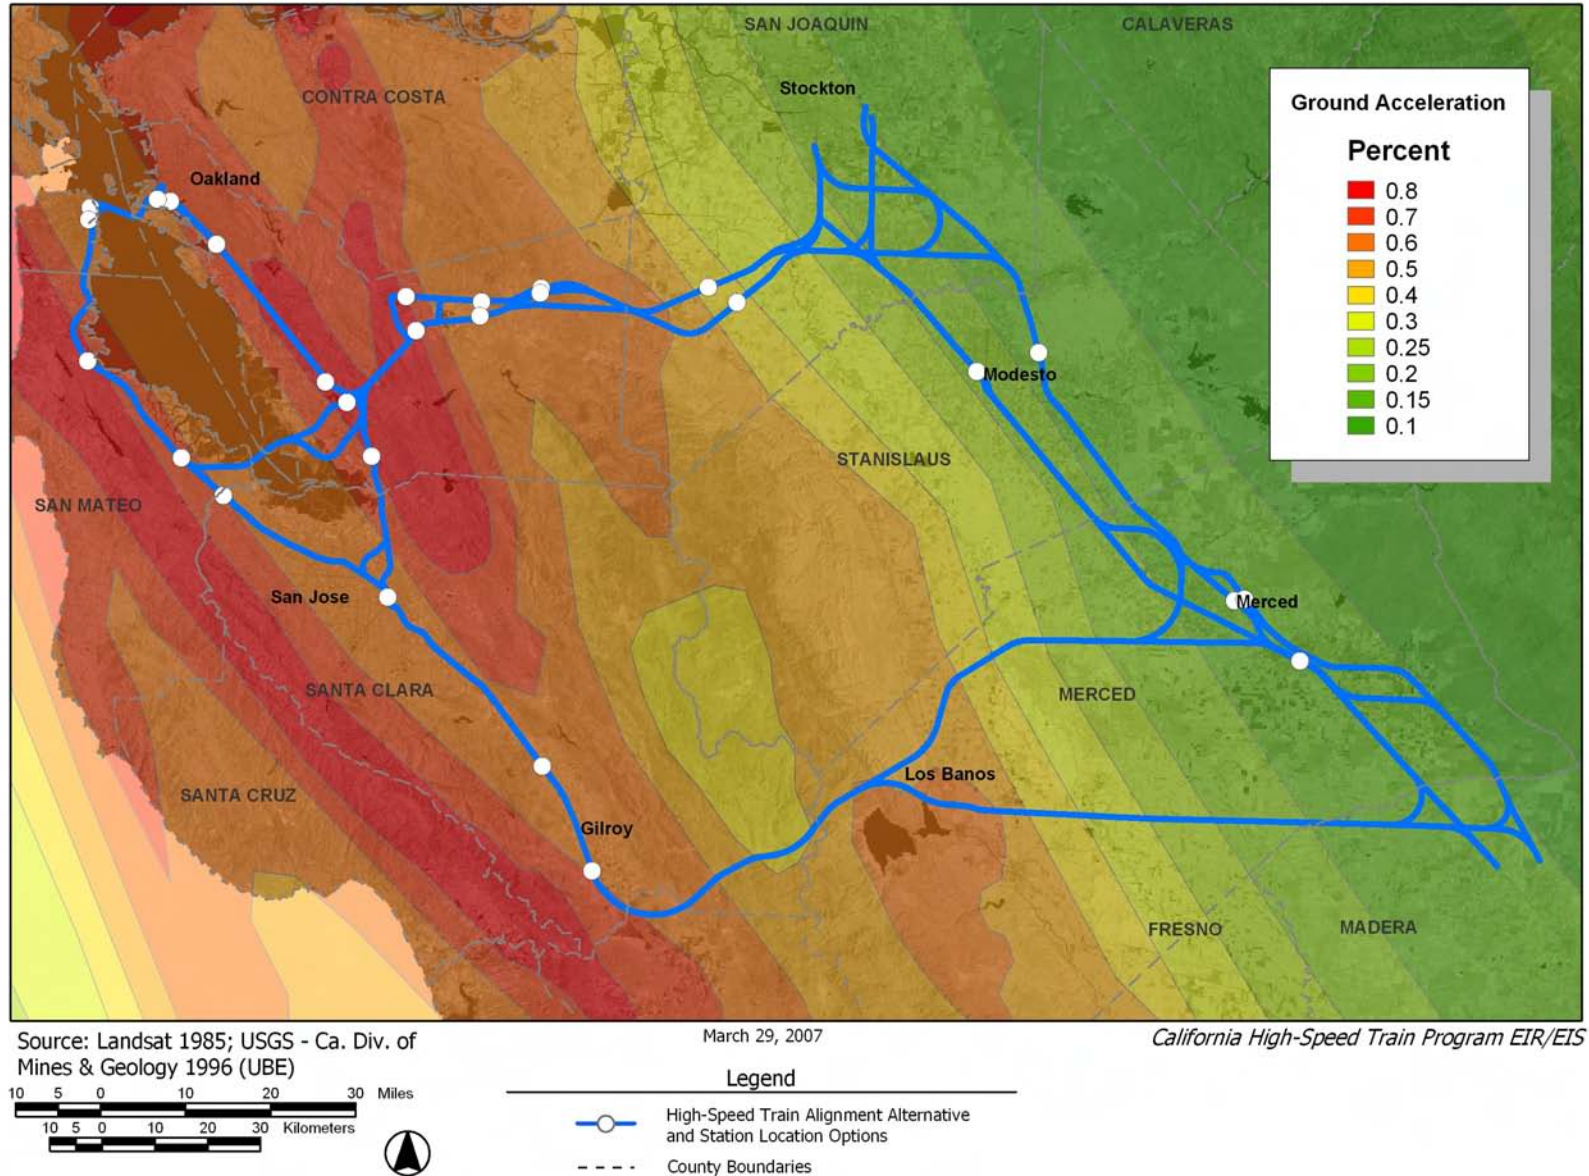 SAN JOAQUIN
CALAVERAS
Stockton
CONTRA COSTA
Ground Acceleration
Percent
0.8
0.7
0.6
0.5
0.4
0.3
0.25
0.2
0.15
0.1
Oakland
Modesto
STANISLAUS
SAN MATEO
San Jose
Merced
SANTA CLARA
MERCED
Los Banos
SANTA CRUZ
Gilroy
FRESNO
MADERA
Source: Landsat 1985; USGS - Ca. Div. of
Mines & Geology 1996 (UBE)
March 29, 2007
California High-Speed Train Program EIR/EIS
10 5 0 10 20 30 Miles
10 5 0 10 20 30 Kilometers
Legend
High-Speed Train Alignment Alternative
and Station Location Options
County Boundaries